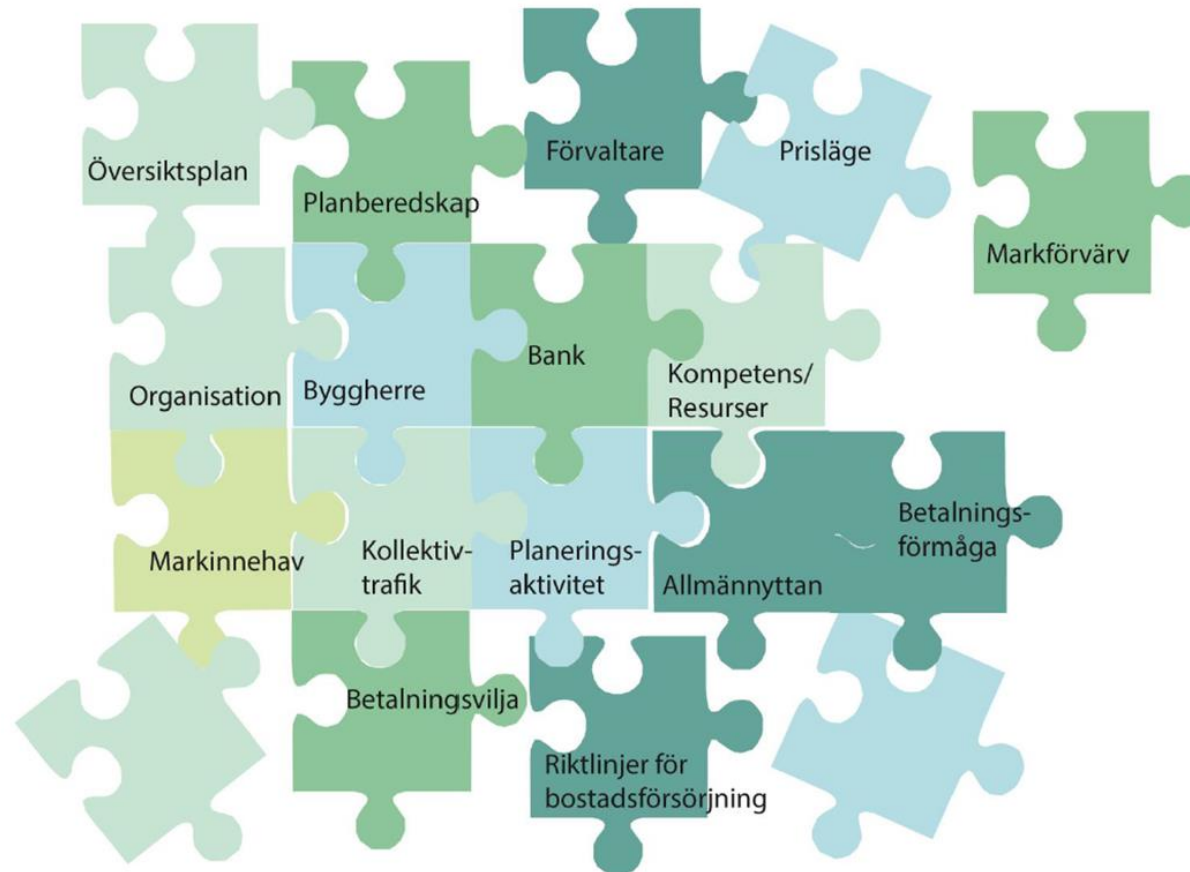 Översiktsplan
Planberedskap
Förvaltare
Prisläge
Markförvärv
Organisation
Byggherre
Bank
Kompetens/
Resurser
Markinnehav
Kollektiv-
trafik
Planerings-
aktivitet
Allmännyttan
Betalnings-
förmåga
Betalningsvilja
Riktlinjer för
bostadsförsörjning